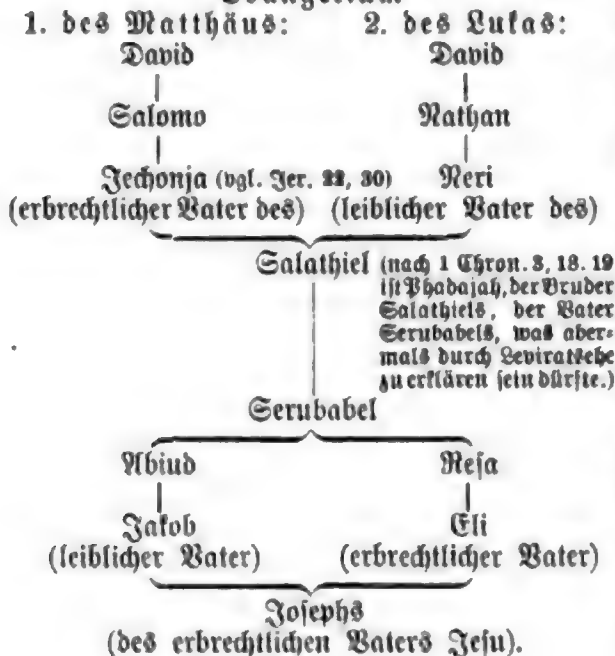 1. des Matthäus: 2. des Lukas:
David David
Salomo Nathan
Jechonja (vgl. Jer. 22, 30) Neri
(erbrechtlicher Vater des) (leiblicher Vater des)
Salathiel (nach 1 Chron. 3, 18. 19
ist Phadajah, der Bruder
Salathiels, der Vater
Serubabels, was aber=
mals durch Leviratsehe
zu erklären sein dürfte.)
Serubabel
Abiud Resa
Jakob Eli
(leiblicher Vater) (erbrechtlicher Vater)
Josephs
(des erbrechtlichen Vaters Jesu).